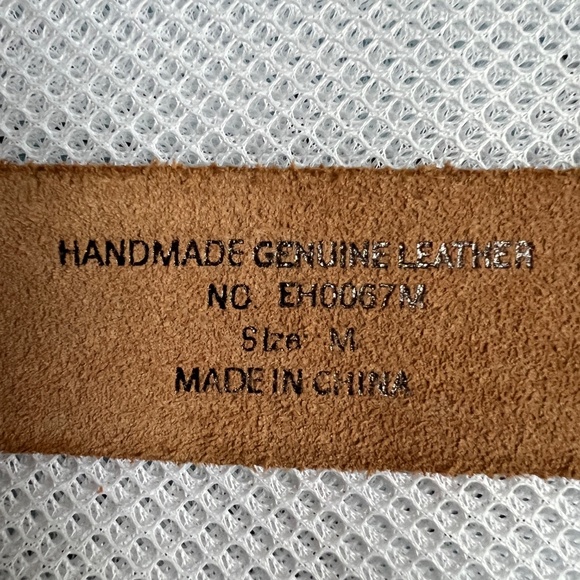 HANDMADE GENUINE LEATHER
NO. EH0067M
Size: M
MADE IN CHINA